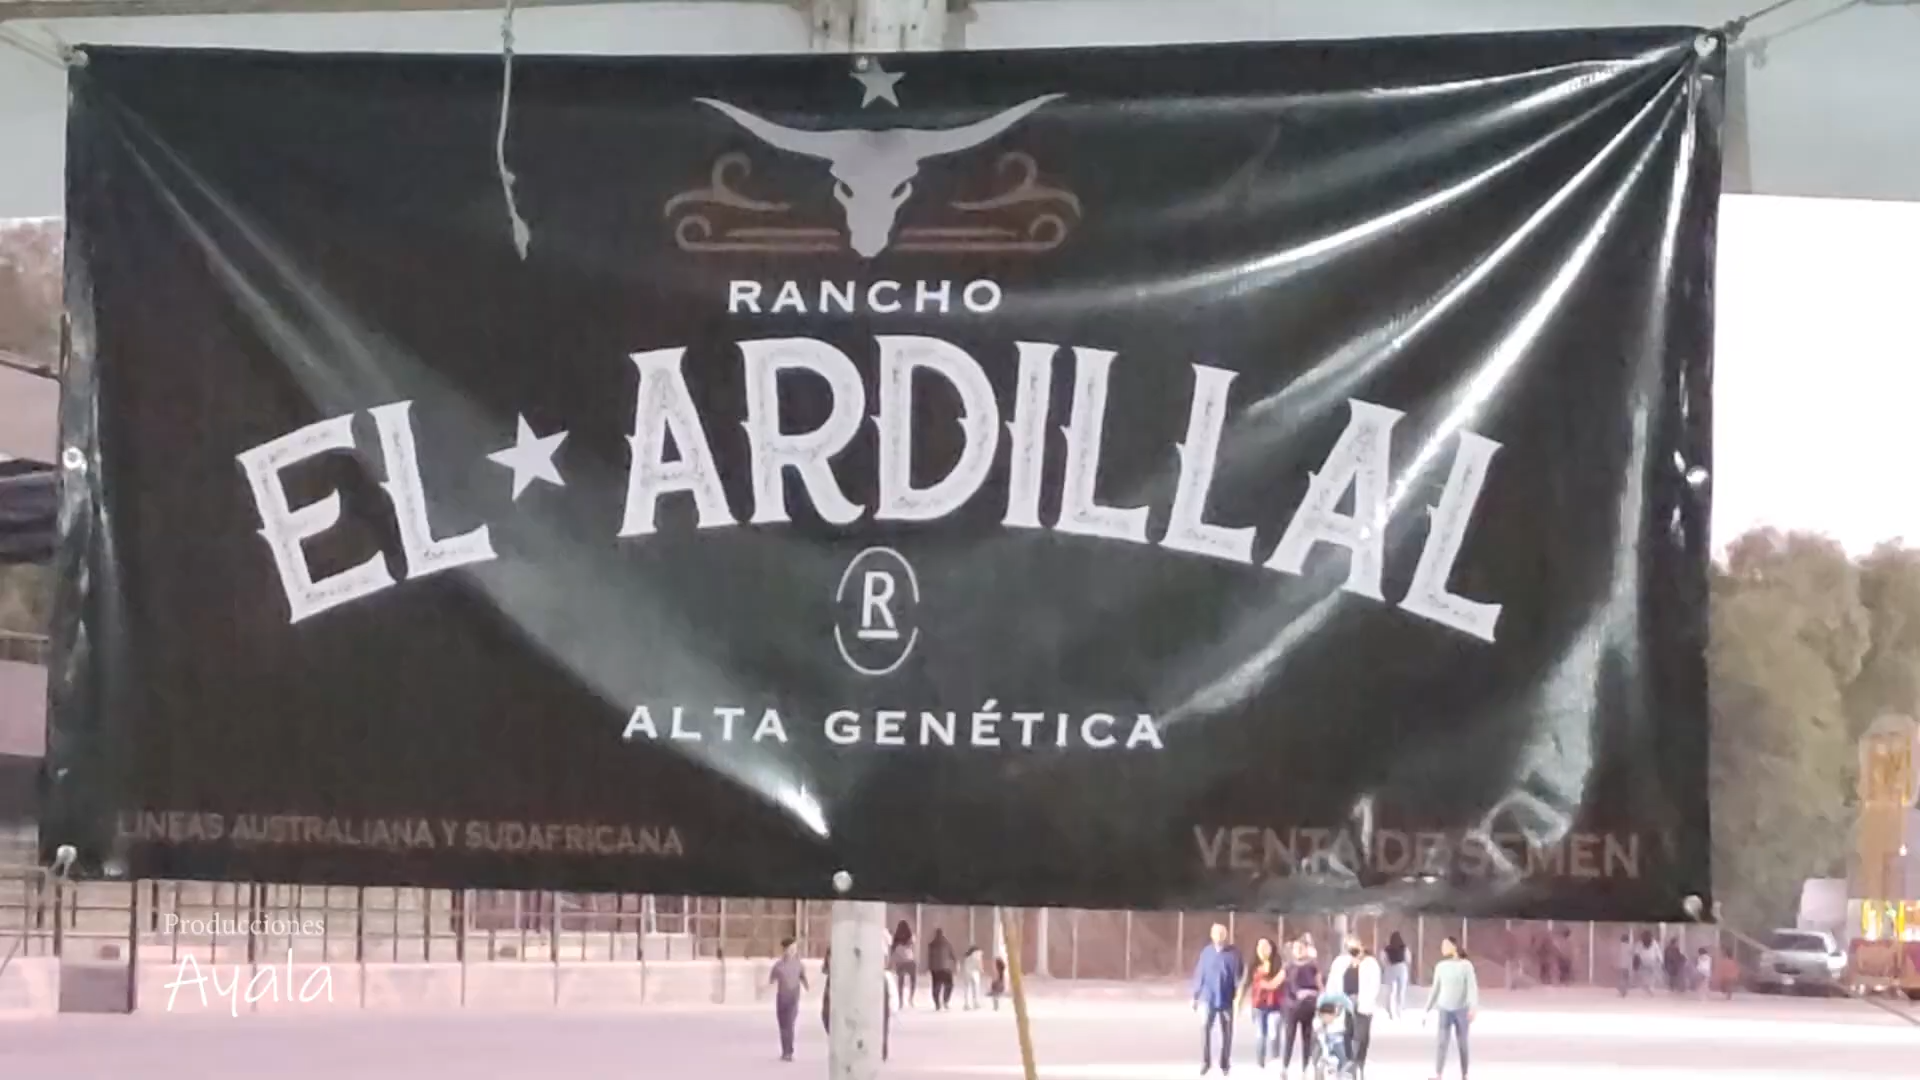 RANCHO
EL ★ ARDILLAL
R
ALTA GENÉTICA
LINEAS AUSTRALIANA Y SUDAFRICANA
VENTA DE SEMEN
Producciones
Ayala